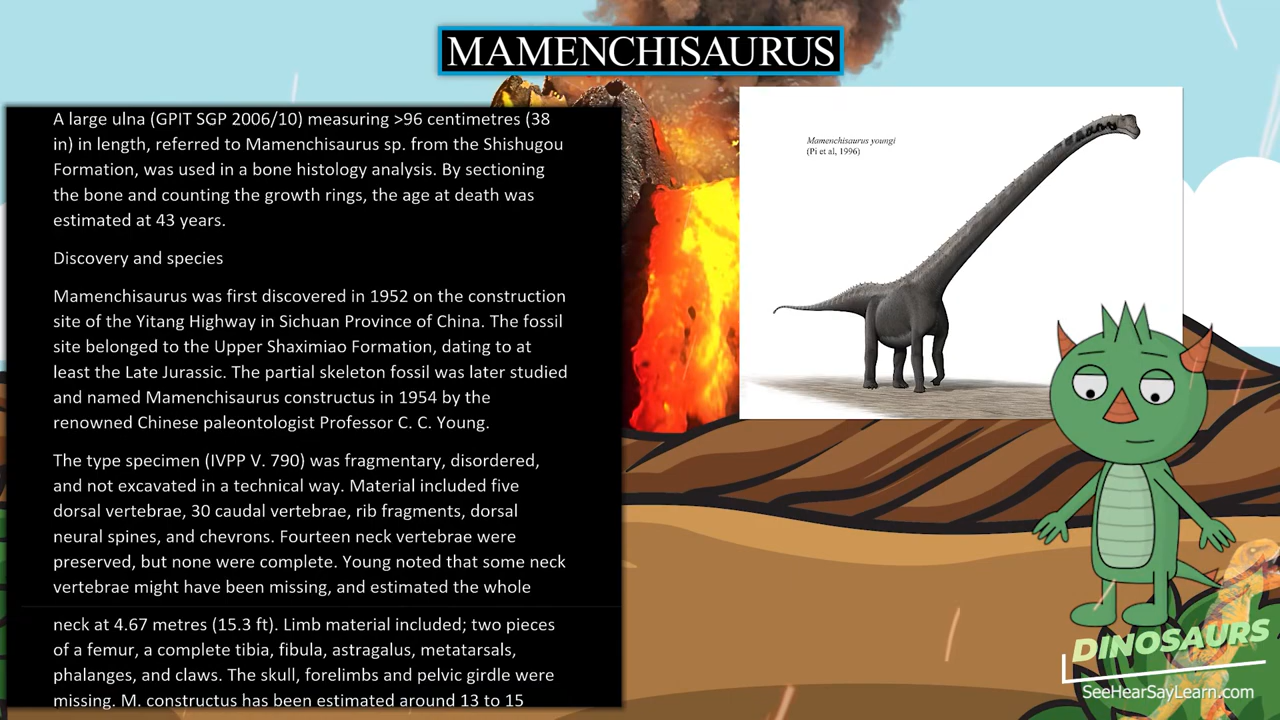 MAMENCHISAURUS
A large ulna (GPIT SGP 2006/10) measuring >96 centimetres (38
in) in length, referred to Mamenchisaurus sp. from the Shishugou
Formation, was used in a bone histology analysis. By sectioning
the bone and counting the growth rings, the age at death was
estimated at 43 years.
Discovery and species
Mamenchisaurus was first discovered in 1952 on the construction
site of the Yitang Highway in Sichuan Province of China. The fossil
site belonged to the Upper Shaximiao Formation, dating to at
least the Late Jurassic. The partial skeleton fossil was later studied
and named Mamenchisaurus constructus in 1954 by the
renowned Chinese paleontologist Professor C. C. Young.
The type specimen (IVPP V. 790) was fragmentary, disordered,
and not excavated in a technical way. Material included five
dorsal vertebrae, 30 caudal vertebrae, rib fragments, dorsal
neural spines, and chevrons. Fourteen neck vertebrae were
preserved, but none were complete. Young noted that some neck
vertebrae might have been missing, and estimated the whole
neck at 4.67 metres (15.3 ft). Limb material included; two pieces
of a femur, a complete tibia, fibula, astragalus, metatarsals,
phalanges, and claws. The skull, forelimbs and pelvic girdle were
missing. M. constructus has been estimated around 13 to 15
Mamenchisaurus youngi
(Pi et al, 1996)
DINOSAURS
SeeHearSayLearn.com